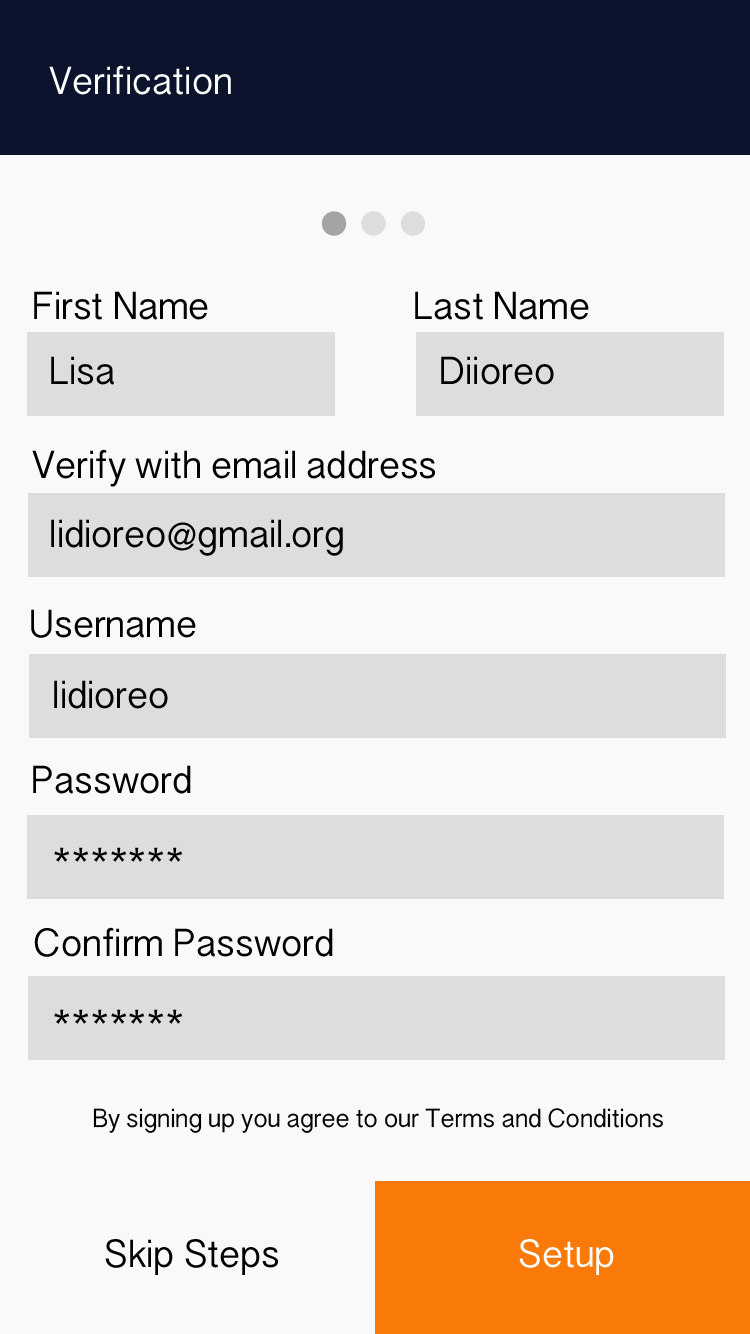 Verification
First Name Last Name
Lisa Diioreo
Verify with email address
lidioreo@gmail.org
Username
lidioreo
Password
*******
Confirm Password
*******
By signing up you agree to our Terms and Conditions
Skip Steps Setup